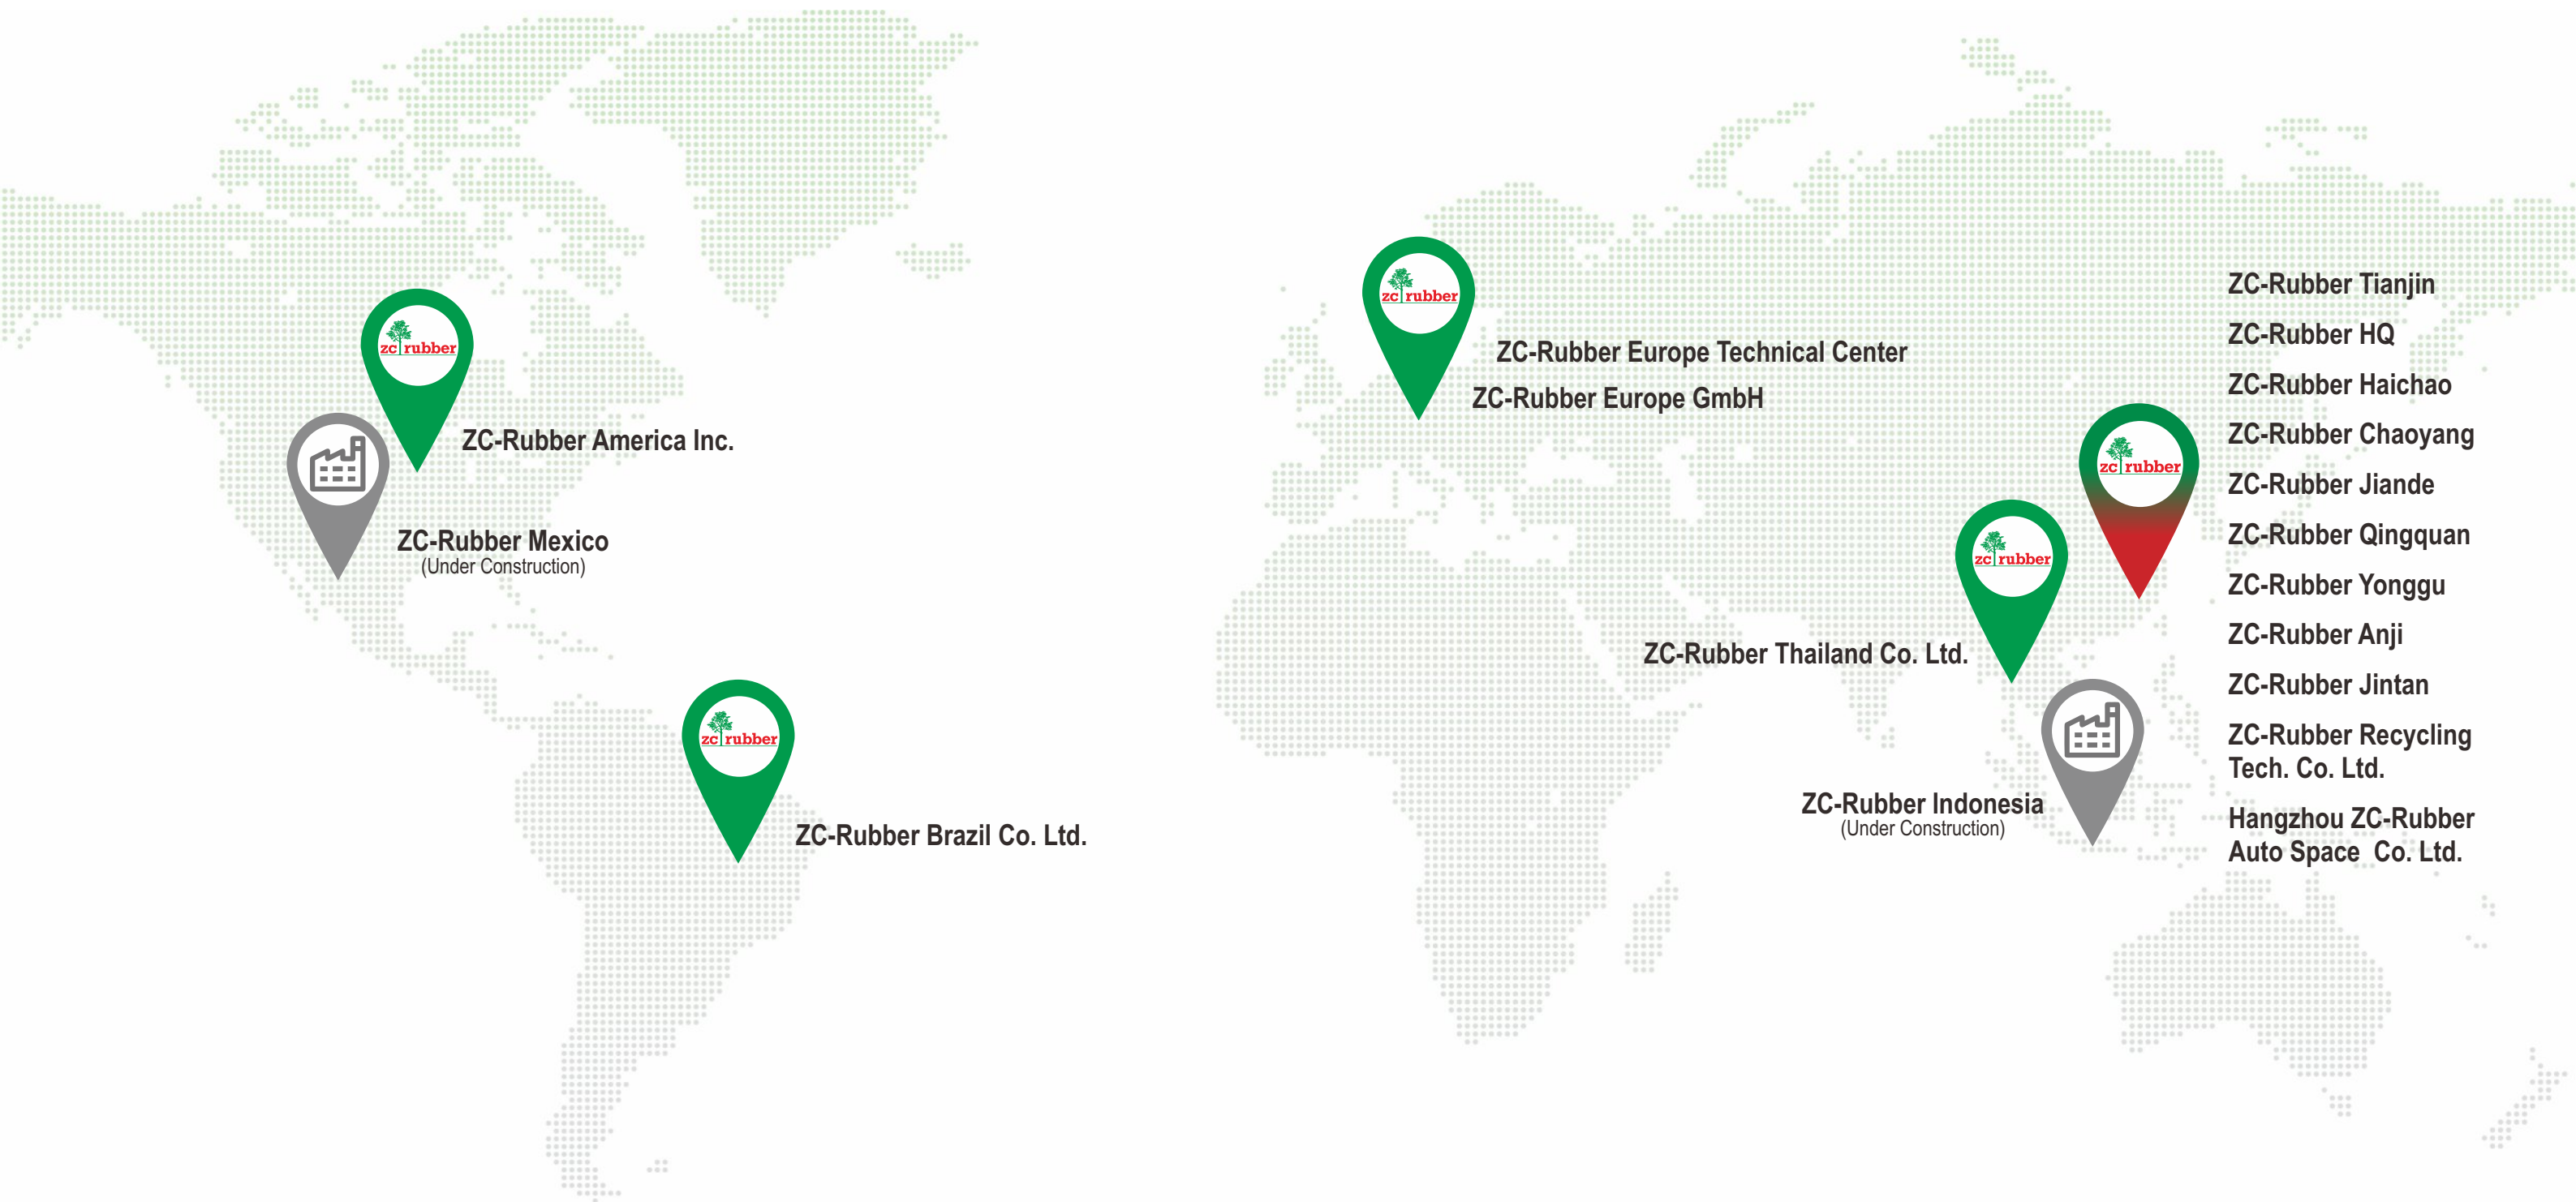 zc rubber
ZC-Rubber America Inc.
ZC-Rubber Mexico
(Under Construction)
zc rubber
ZC-Rubber Brazil Co. Ltd.
zc rubber
ZC-Rubber Europe Technical Center
ZC-Rubber Europe GmbH
zc rubber
ZC-Rubber Thailand Co. Ltd.
ZC-Rubber Indonesia
(Under Construction)
zc rubber
ZC-Rubber Tianjin
ZC-Rubber HQ
ZC-Rubber Haichao
ZC-Rubber Chaoyang
ZC-Rubber Jiande
ZC-Rubber Qingquan
ZC-Rubber Yonggu
ZC-Rubber Anji
ZC-Rubber Jintan
ZC-Rubber Recycling
Tech. Co. Ltd.
Hangzhou ZC-Rubber
Auto Space Co. Ltd.